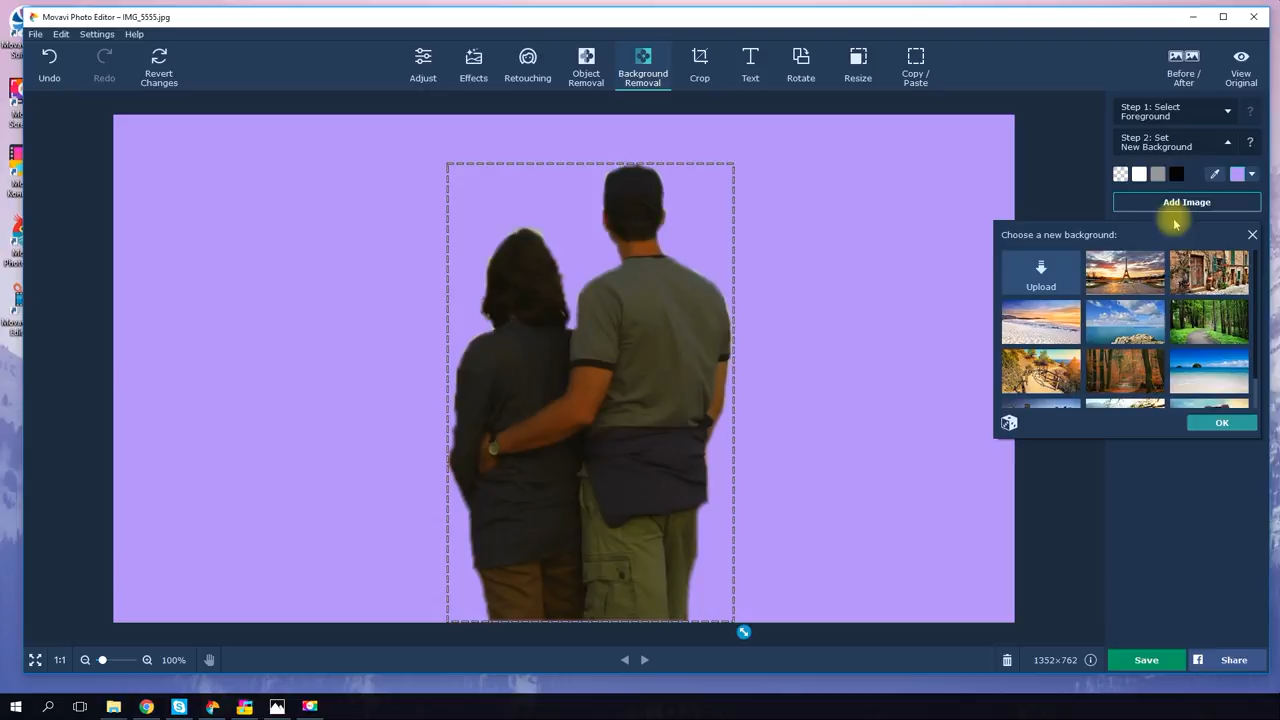 Movavi Photo Editor – IMG_5555.jpg
File Edit Settings Help
Undo
Redo
Revert
Changes
Adjust
Effects
Retouching
Object
Removal
Background
Removal
Crop
Text
Rotate
Resize
Copy /
Paste
Before /
After
View
Original
Step 1: Select
Foreground
?
Step 2: Set
New Background
?
Add Image
Choose a new background:
Upload
OK
1:1
100%
1352×762
Save
Share